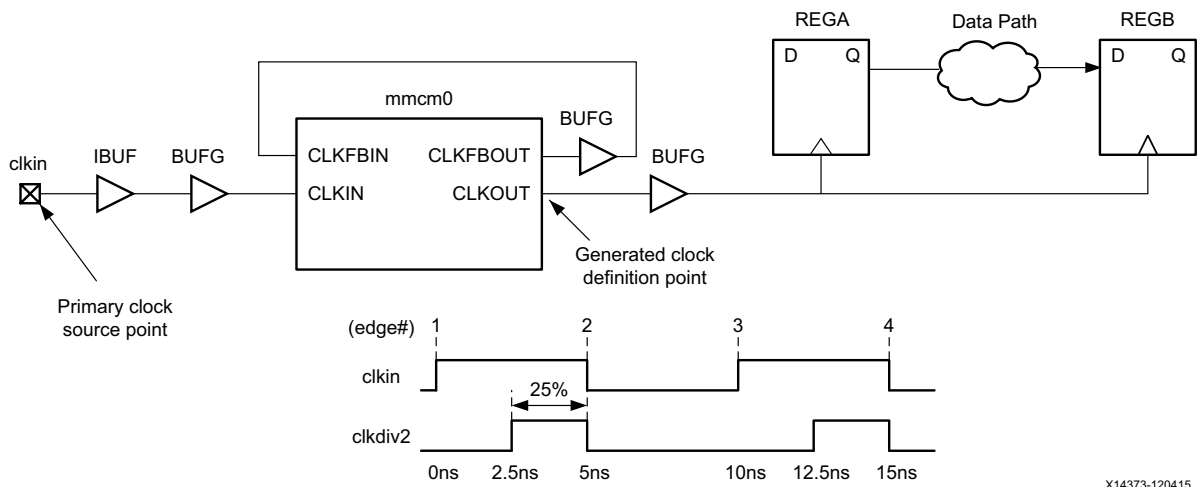 REGA
Data Path
REGB
D Q
D Q
mmcm0
BUFG
clkin
IBUF
BUFG
CLKFBIN
CLKFBOUT
BUFG
CLKIN
CLKOUT
Generated clock
definition point
Primary clock
source point
(edge#) 1 2 3 4
clkin
25%
clkdiv2
0ns 2.5ns 5ns 10ns 12.5ns 15ns
X14373-120415